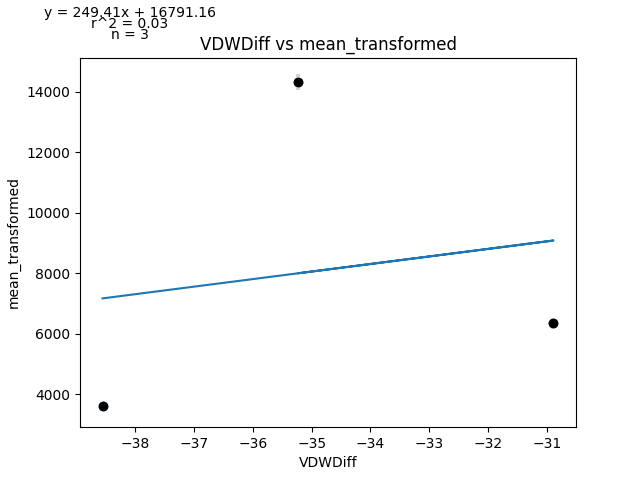 y = 249.41x + 16791.16
r^2 = 0.03
n = 3
VDWDiff vs mean_transformed
14000
12000
10000
8000
6000
4000
mean_transformed
−38
−37
−36
−35
−34
−33
−32
−31
VDWDiff